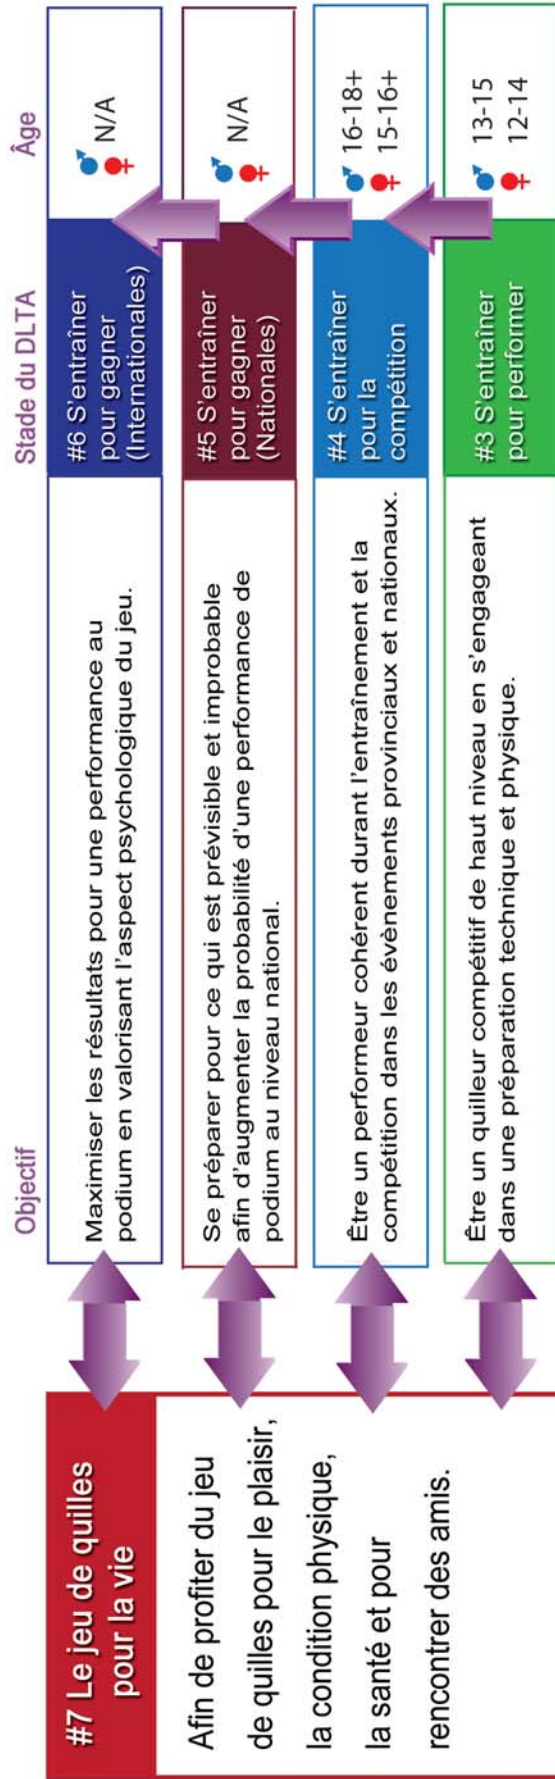 Objectif
Stade du DLTA
Âge
#7 Le jeu de quilles
pour la vie
Afin de profiter du jeu
de quilles pour le plaisir,
la condition physique,
la santé et pour
rencontrer des amis.
Maximiser les résultats pour une performance au
podium en valorisant l'aspect psychologique du jeu.
#6 S'entraîner
pour gagner
(Internationales)
N/A
Se préparer pour ce qui est prévisible et improbable
afin d'augmenter la probabilité d'une performance de
podium au niveau national.
#5 S'entraîner
pour gagner
(Nationales)
N/A
Être un performeur cohérent durant l'entraînement et la
compétition dans les évènements provinciaux et nationaux.
#4 S'entraîner
pour la
compétition
16-18+
15-16+
Être un quilleur compétitif de haut niveau en s'engageant
dans une préparation technique et physique.
#3 S'entraîner
pour performer
13-15
12-14